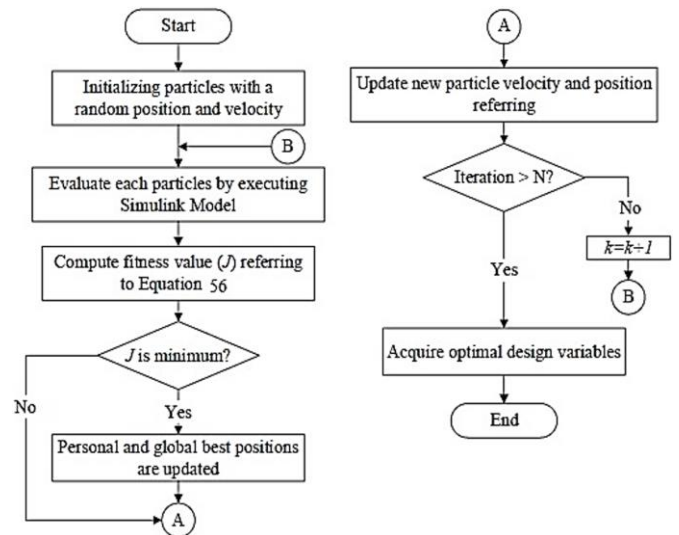 Start
Initializing particles with a
random position and velocity
B
Evaluate each particles by executing
Simulink Model
Compute fitness value (J) referring
to Equation 56
J is minimum?
No
Yes
Personal and global best positions
are updated
A
A
Update new particle velocity and position
referring
Iteration > N?
No
k=k+1
B
Yes
Acquire optimal design variables
End